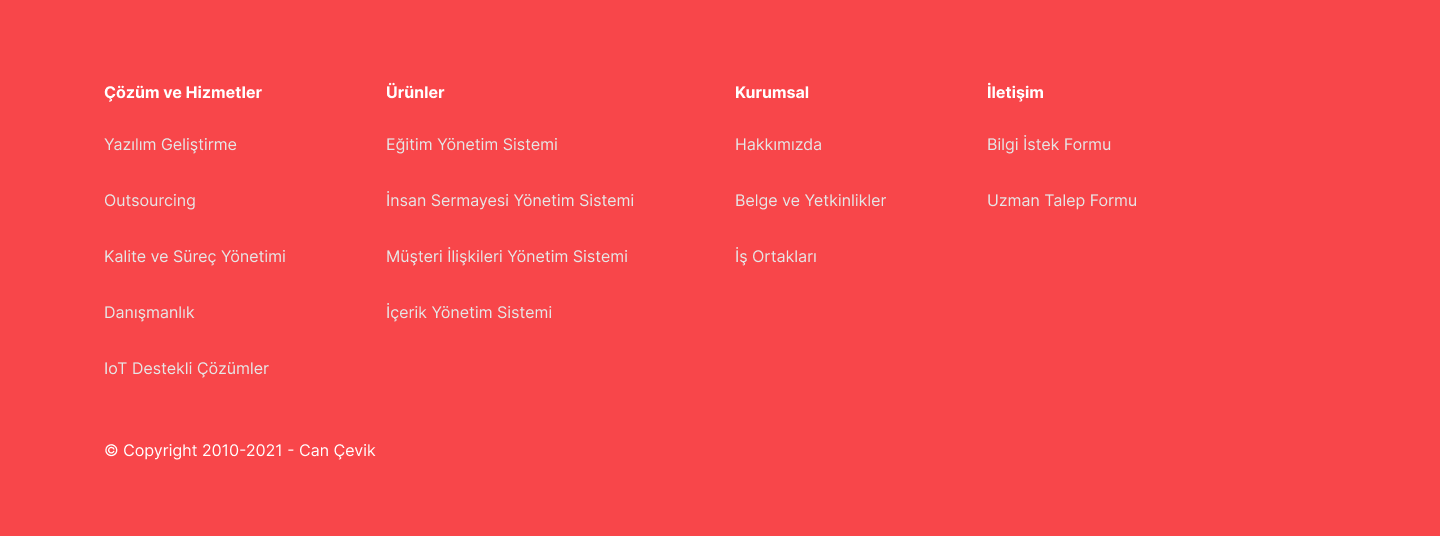 Çözüm ve Hizmetler
Yazılım Geliştirme
Outsourcing
Kalite ve Süreç Yönetimi
Danışmanlık
IoT Destekli Çözümler
Ürünler
Eğitim Yönetim Sistemi
İnsan Sermayesi Yönetim Sistemi
Müşteri İlişkileri Yönetim Sistemi
İçerik Yönetim Sistemi
Kurumsal
Hakkımızda
Belge ve Yetkinlikler
İş Ortakları
İletişim
Bilgi İstek Formu
Uzman Talep Formu
© Copyright 2010-2021 - Can Çevik